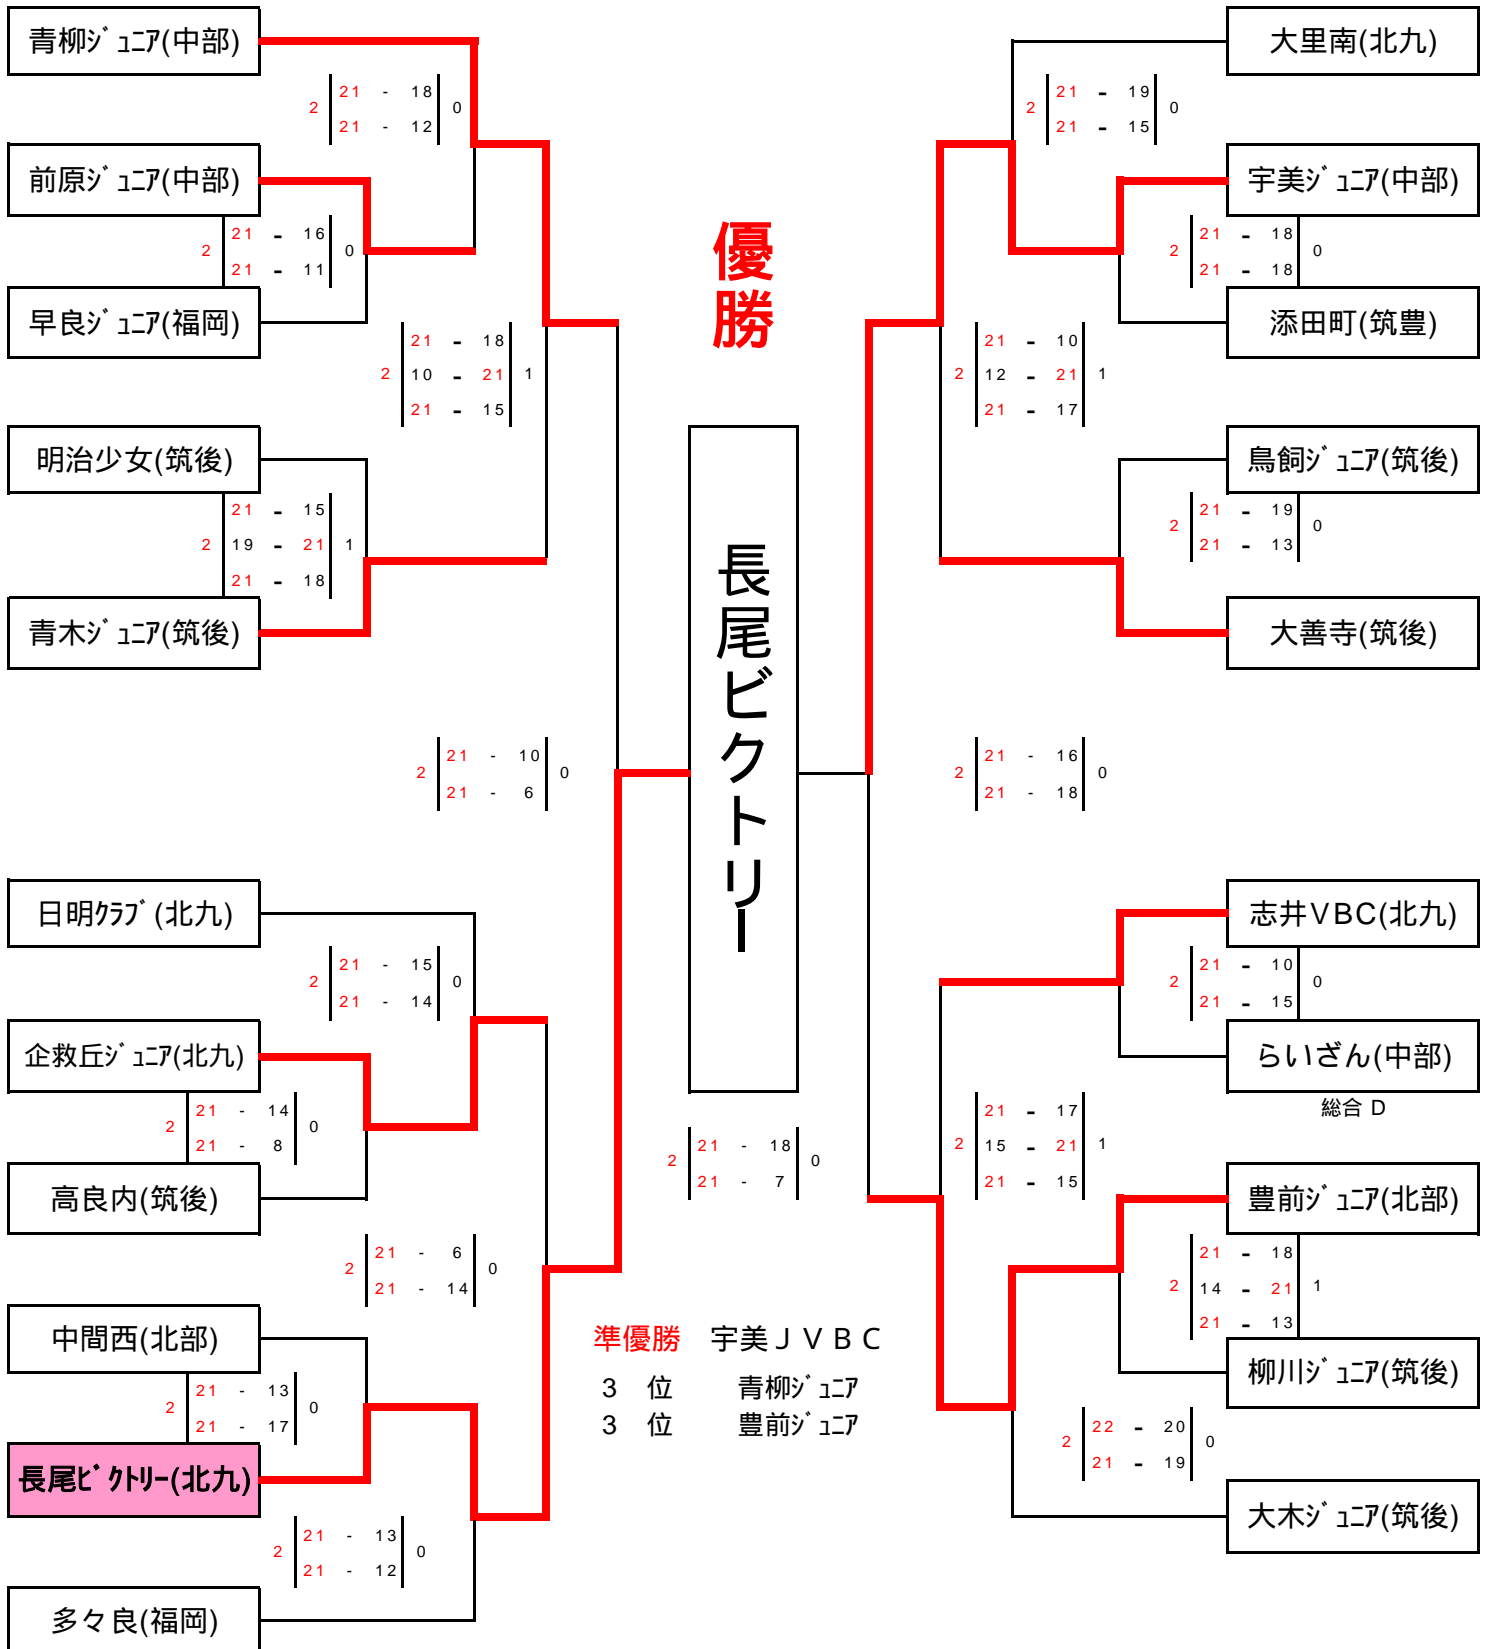 青柳ジュニア(中部)
2 21 - 18 0
21 - 12
前原ジュニア(中部)
2 21 - 16 0
21 - 11
早良ジュニア(福岡)
2 21 - 18 1
10 - 21
21 - 15
明治少女(筑後)
2 21 - 15 1
19 - 21
21 - 18
青木ジュニア(筑後)
2 21 - 10 0
21 - 6
日明クラブ(北九)
2 21 - 15 0
21 - 14
企救丘ジュニア(北九)
2 21 - 14 0
21 - 8
高良内(筑後)
2 21 - 6 0
21 - 14
中間西(北部)
2 21 - 13 0
21 - 17
長尾ビクトリー(北九)
2 21 - 13 0
21 - 12
多々良(福岡)
優勝
長尾ビクトリー
2 21 - 18 0
21 - 7
準優勝 宇美JVBC
3 位 青柳ジュニア
3 位 豊前ジュニア
大里南(北九)
2 21 - 19 0
21 - 15
宇美ジュニア(中部)
2 21 - 18 0
21 - 18
添田町(筑豊)
2 21 - 10 1
12 - 21
21 - 17
鳥飼ジュニア(筑後)
2 21 - 19 0
21 - 13
大善寺(筑後)
2 21 - 16 0
21 - 18
志井VBC(北九)
2 21 - 10 0
21 - 15
らいざん(中部)
総合 D
2 21 - 17 1
15 - 21
21 - 15
豊前ジュニア(北部)
2 21 - 18 1
14 - 21
21 - 13
柳川ジュニア(筑後)
2 22 - 20 0
21 - 19
大木ジュニア(筑後)